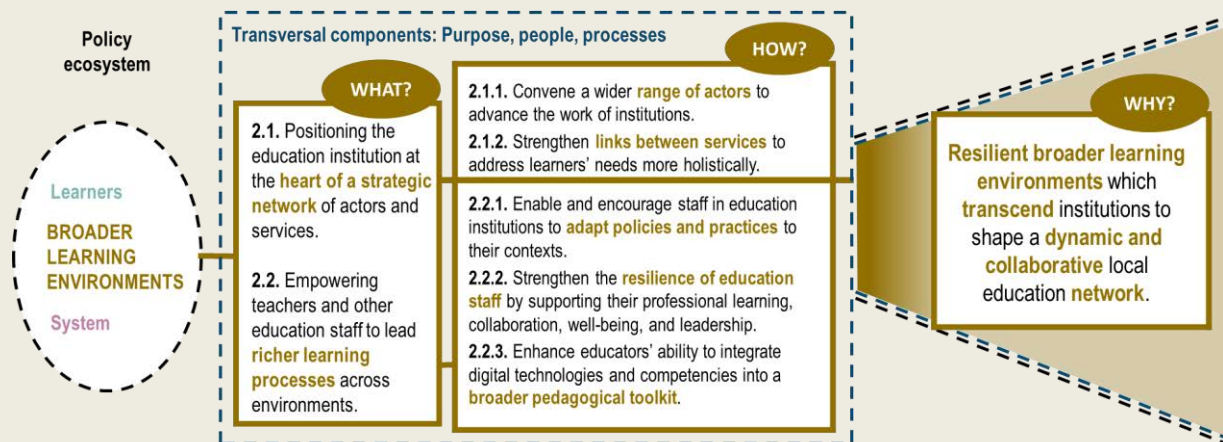 Policy
ecosystem
Learners
BROADER
LEARNING
ENVIRONMENTS
System
Transversal components: Purpose, people, processes
WHAT?
2.1. Positioning the
education institution at
the heart of a strategic
network of actors and
services.
2.2. Empowering
teachers and other
education staff to lead
richer learning
processes across
environments.
HOW?
2.1.1. Convene a wider range of actors to
advance the work of institutions.
2.1.2. Strengthen links between services to
address learners’ needs more holistically.
2.2.1. Enable and encourage staff in education
institutions to adapt policies and practices to
their contexts.
2.2.2. Strengthen the resilience of education
staff by supporting their professional learning,
collaboration, well-being, and leadership.
2.2.3. Enhance educators’ ability to integrate
digital technologies and competencies into a
broader pedagogical toolkit.
WHY?
Resilient broader learning
environments which
transcend institutions to
shape a dynamic and
collaborative local
education network.